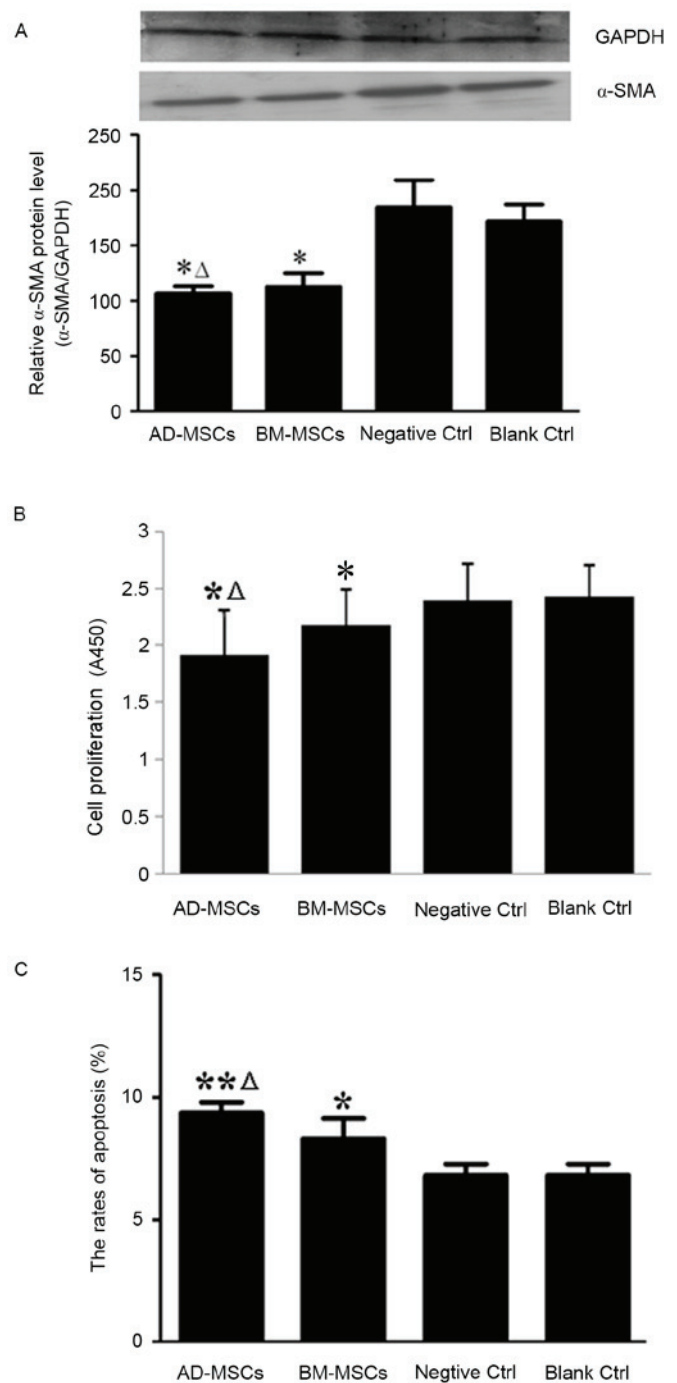 A
GAPDH
α-SMA
Relative α-SMA protein level
(α-SMA/GAPDH)
250
250
150
100
50
0
*Δ
*
AD-MSCs BM-MSCs Negative Ctrl Blank Ctrl
B
Cell proliferation (A450)
3
2.5
2
1.5
1
0.5
0
*Δ
*
AD-MSCs BM-MSCs Negative Ctrl Blank Ctrl
C
The rates of apoptosis (%)
15
10
5
0
**Δ
*
AD-MSCs BM-MSCs Negtive Ctrl Blank Ctrl